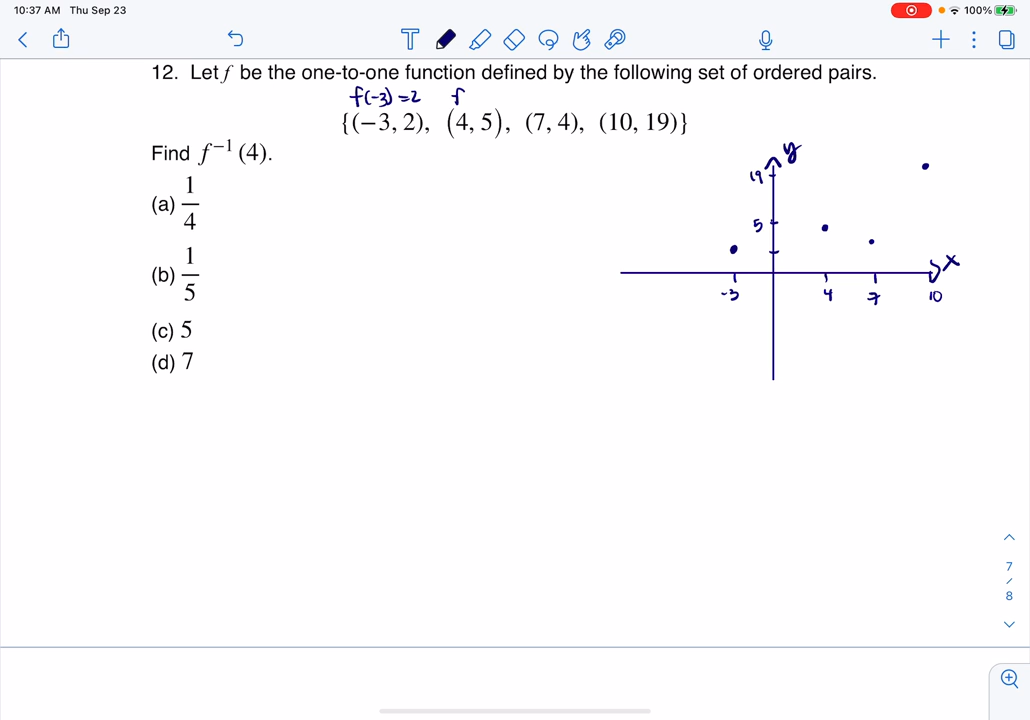 10:37 AM Thu Sep 23 100%
T
12. Let f be the one-to-one function defined by the following set of ordered pairs.
f(-3) = 2 f
{(−3, 2), (4, 5), (7, 4), (10, 19)}
Find f⁻¹ (4).
(a) 1/4
(b) 1/5
(c) 5
(d) 7
y
19
5
x
-3 4 7 10
7
/
8